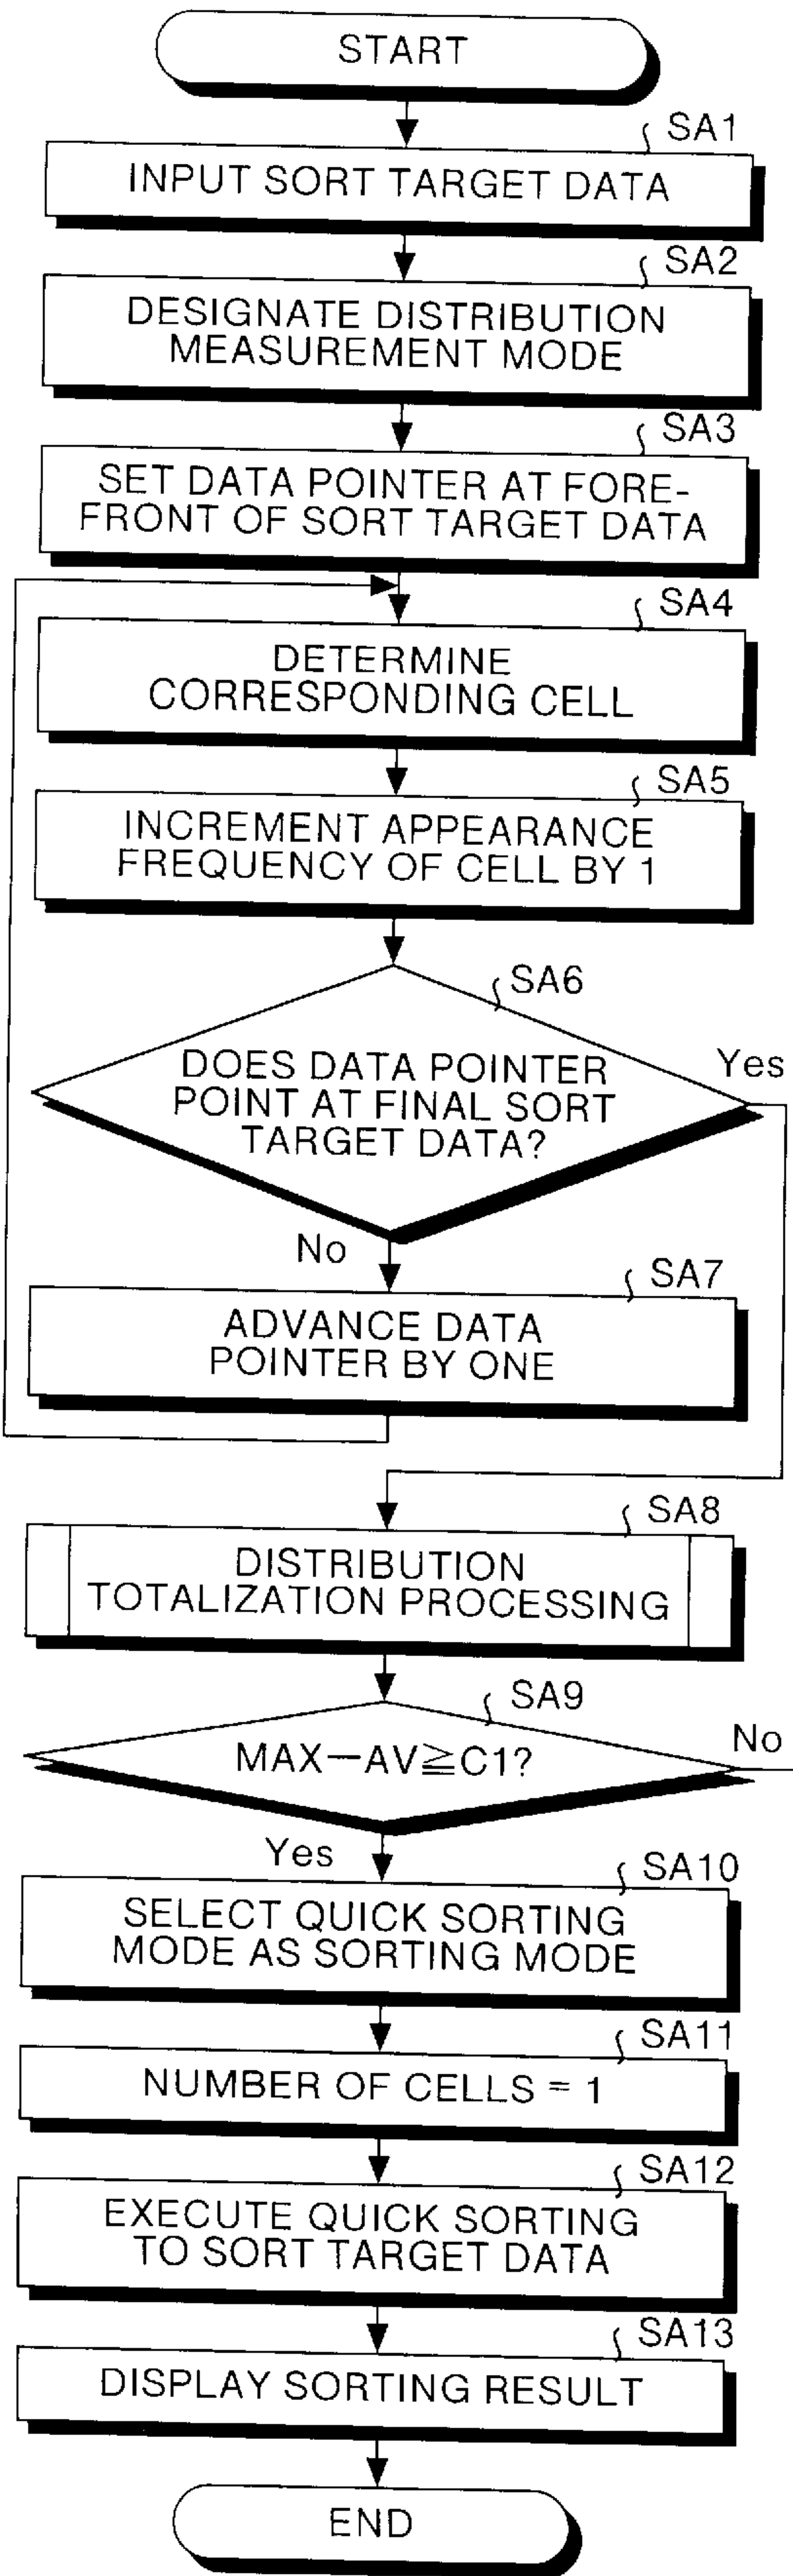 START
SA1
INPUT SORT TARGET DATA
SA2
DESIGNATE DISTRIBUTION
MEASUREMENT MODE
SA3
SET DATA POINTER AT FORE-
FRONT OF SORT TARGET DATA
SA4
DETERMINE
CORRESPONDING CELL
SA5
INCREMENT APPEARANCE
FREQUENCY OF CELL BY 1
SA6
DOES DATA POINTER
POINT AT FINAL SORT
TARGET DATA?
Yes
No
SA7
ADVANCE DATA
POINTER BY ONE
SA8
DISTRIBUTION
TOTALIZATION PROCESSING
SA9
MAX−AV≧C1?
No
Yes
SA10
SELECT QUICK SORTING
MODE AS SORTING MODE
SA11
NUMBER OF CELLS = 1
SA12
EXECUTE QUICK SORTING
TO SORT TARGET DATA
SA13
DISPLAY SORTING RESULT
END